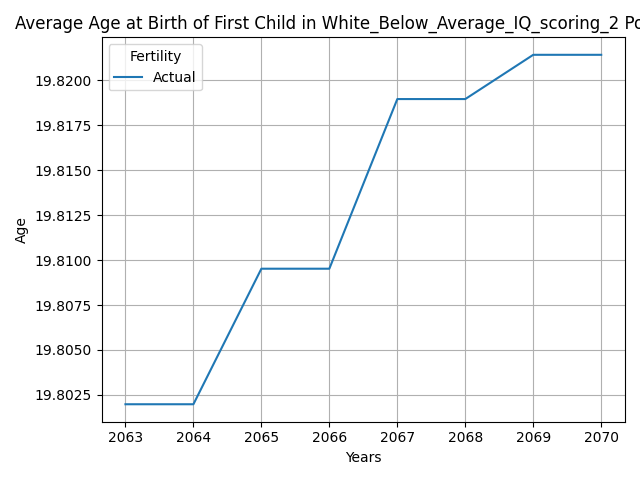 Average Age at Birth of First Child in White_Below_Average_IQ_scoring_2 Po
Fertility
Actual
19.8200
19.8175
19.8150
19.8125
19.8100
19.8075
19.8050
19.8025
Age
2063 2064 2065 2066 2067 2068 2069 2070
Years